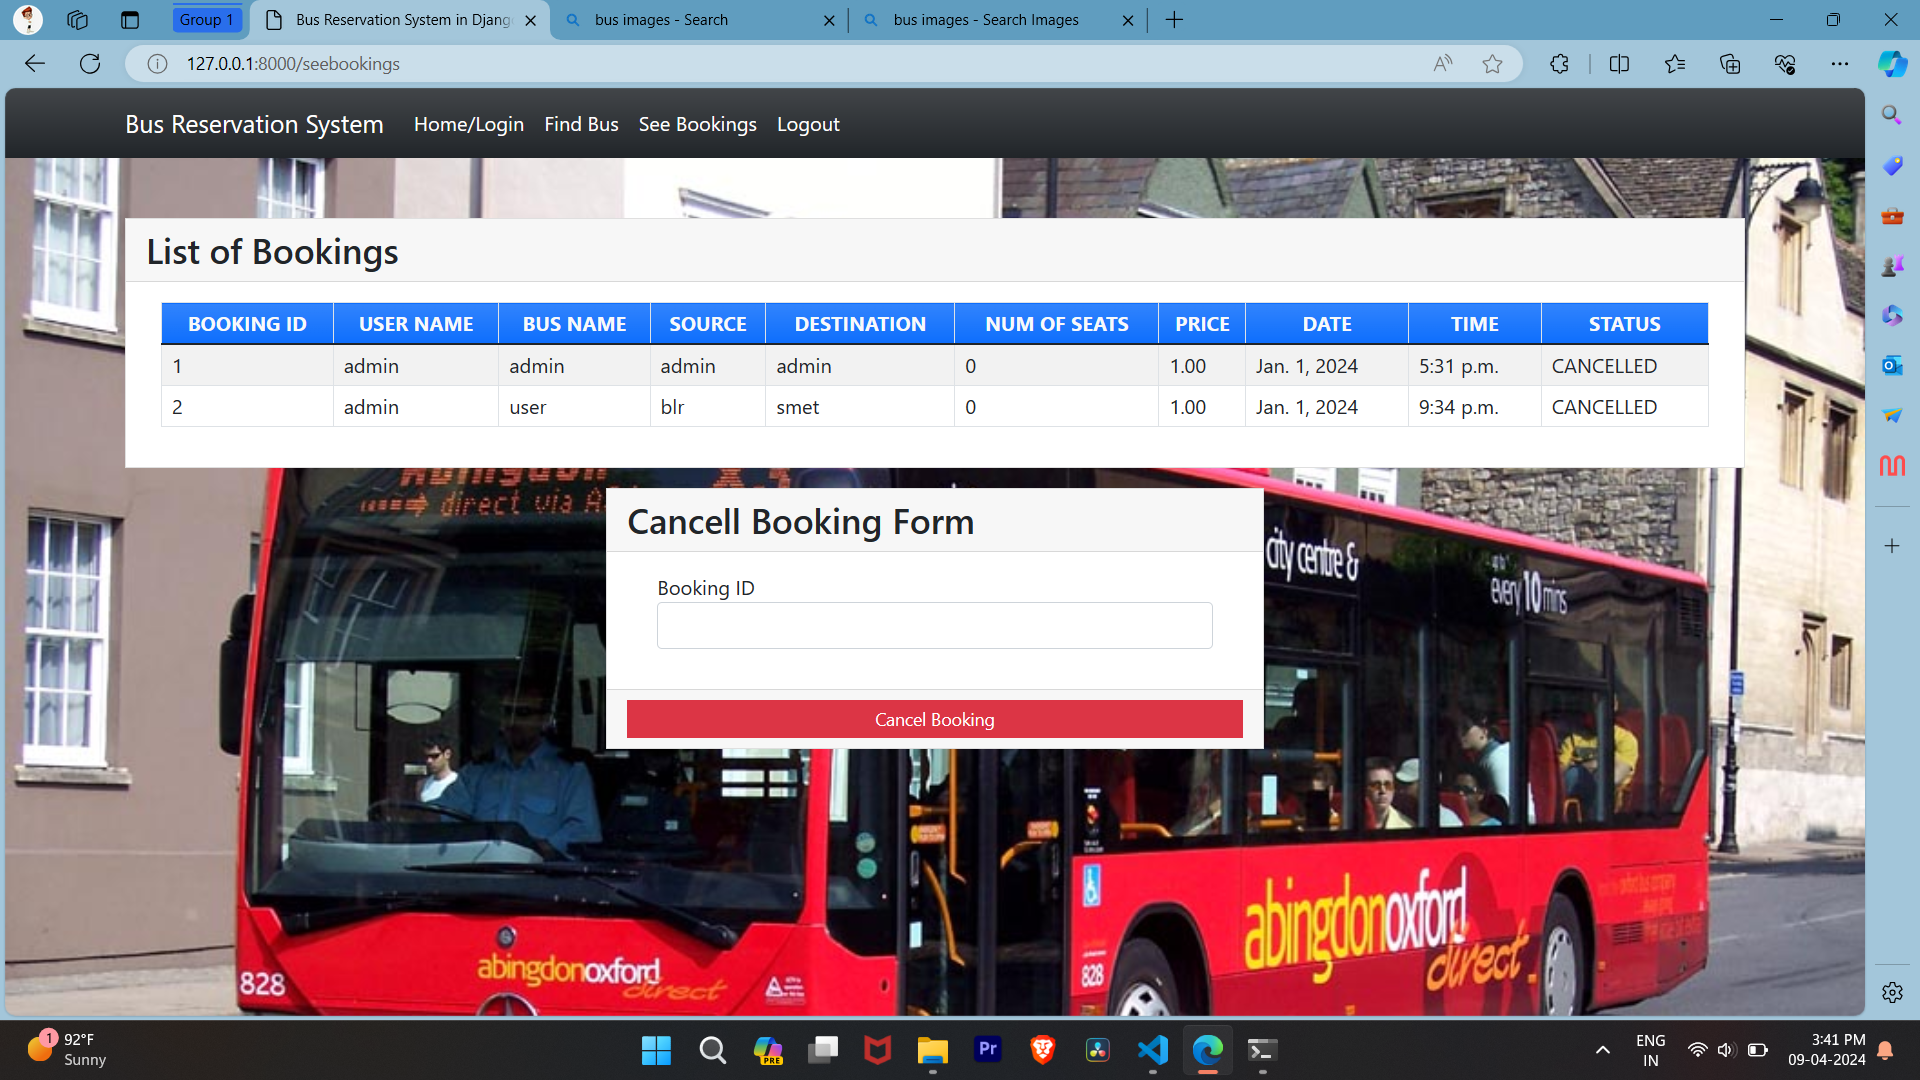 Group 1
Bus Reservation System in Djang
bus images - Search
bus images - Search Images
127.0.0.1:8000/seebookings
Bus Reservation System Home/Login Find Bus See Bookings Logout
List of Bookings
BOOKING ID USER NAME BUS NAME SOURCE DESTINATION NUM OF SEATS PRICE DATE TIME STATUS
1 admin admin admin admin 0 1.00 Jan. 1, 2024 5:31 p.m. CANCELLED
2 admin user blr smet 0 1.00 Jan. 1, 2024 9:34 p.m. CANCELLED
direct via A
Cancell Booking Form
Booking ID
Cancel Booking
city centre &
up to
every 10 mins
abingdonoxford
direct
828
abingdonoxford
direct
828
1
92°F
Sunny
PRE
Pr
ENG
IN
3:41 PM
09-04-2024